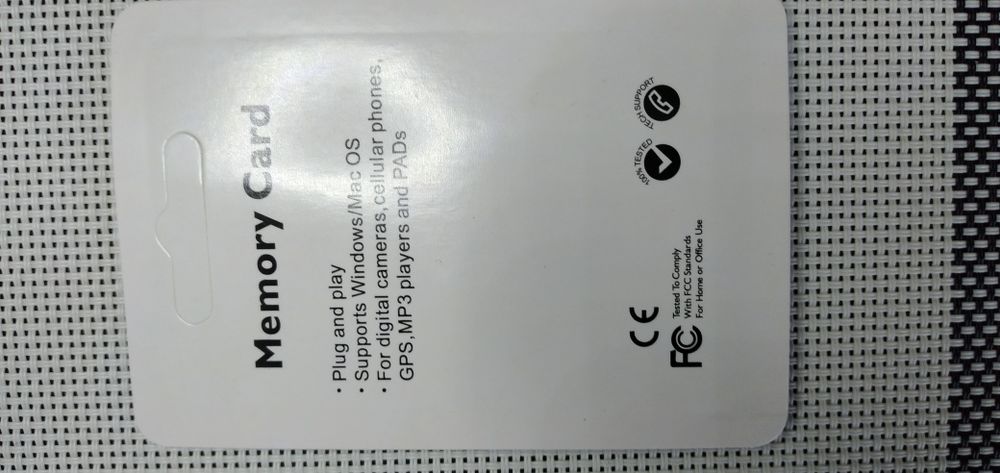 Memory Card
· Plug and play
· Supports Windows/Mac OS
· For digital cameras,cellular phones,
GPS,MP3 players and PADs
CE
FC
Tested To Comply
With FCC Standards
For Home or Office Use
100% TESTED
TECH SUPPORT